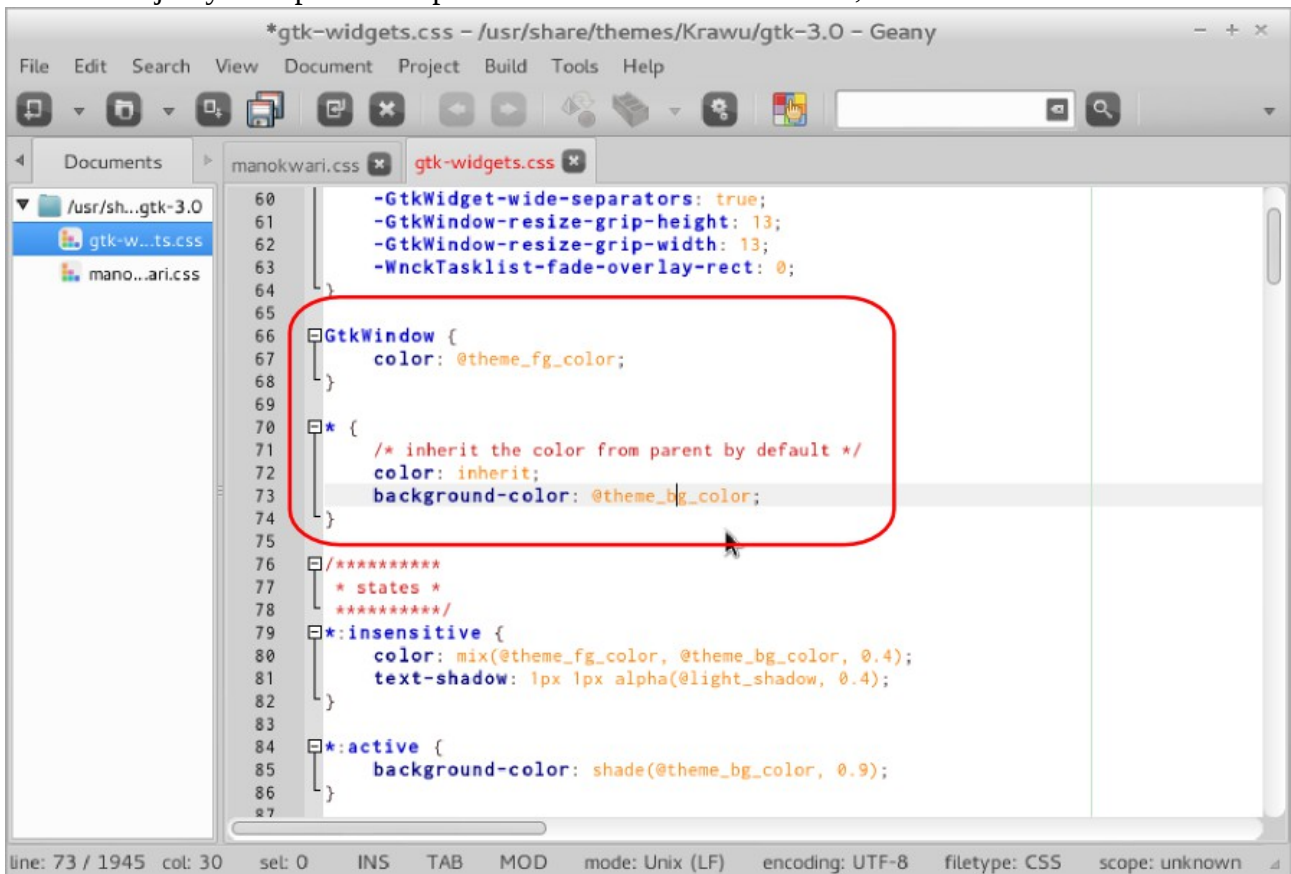 *gtk-widgets.css – /usr/share/themes/Krawu/gtk-3.0 – Geany
File Edit Search View Document Project Build Tools Help
Documents
manokwari.css
gtk-widgets.css
/usr/sh...gtk-3.0
gtk-w...ts.css
mano...ari.css
60 -GtkWidget-wide-separators: true;
61 -GtkWindow-resize-grip-height: 13;
62 -GtkWindow-resize-grip-width: 13;
63 -WnckTasklist-fade-overlay-rect: 0;
64 }
65
66 GtkWindow {
67 color: @theme_fg_color;
68 }
69
70 * {
71 /* inherit the color from parent by default */
72 color: inherit;
73 background-color: @theme_bg_color;
74 }
75
76 /**********
77 * states *
78 **********/
79 *:insensitive {
80 color: mix(@theme_fg_color, @theme_bg_color, 0.4);
81 text-shadow: 1px 1px alpha(@light_shadow, 0.4);
82 }
83
84 *:active {
85 background-color: shade(@theme_bg_color, 0.9);
86 }
87
line: 73 / 1945 col: 30 sel: 0 INS TAB MOD mode: Unix (LF) encoding: UTF-8 filetype: CSS scope: unknown